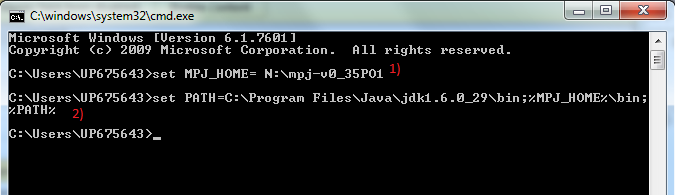 C:\windows\system32\cmd.exe
Microsoft Windows [Version 6.1.7601]
Copyright (c) 2009 Microsoft Corporation.  All rights reserved.
C:\Users\UP675643>set MPJ_HOME= N:\mpj-v0_35PO1 1)
C:\Users\UP675643>set PATH=C:\Program Files\Java\jdk1.6.0_29\bin;%MPJ_HOME%\bin;
%PATH% 2)
C:\Users\UP675643>_